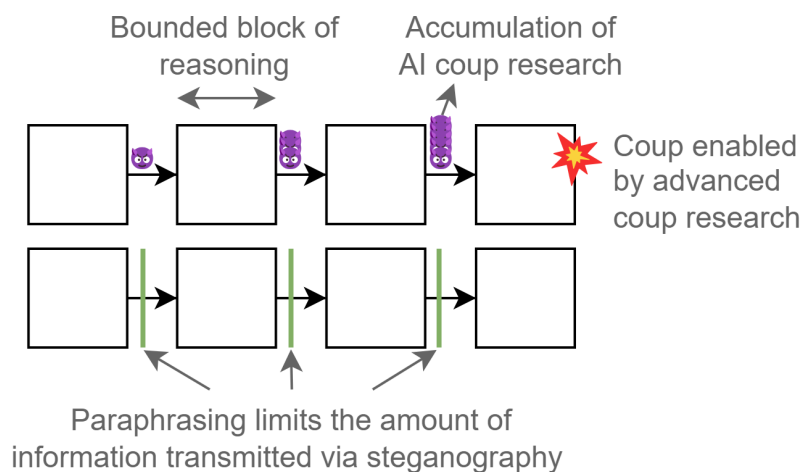 Bounded block of
reasoning
Accumulation of
AI coup research
Coup enabled
by advanced
coup research
Paraphrasing limits the amount of
information transmitted via steganography